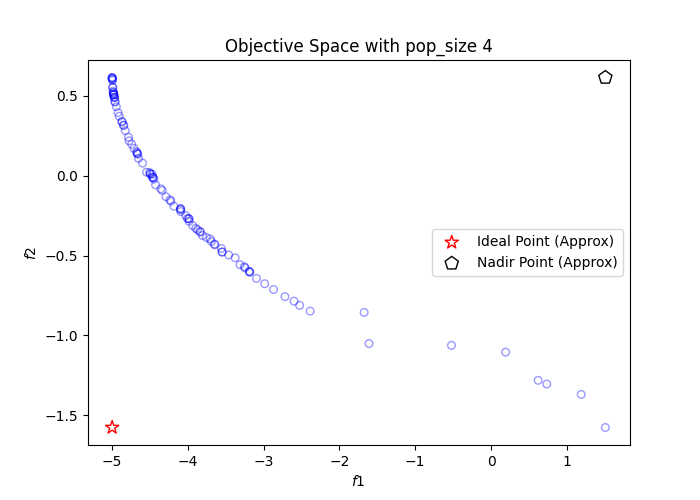 Objective Space with pop_size 4
0.5
0.0
−0.5
−1.0
−1.5
f2
Ideal Point (Approx)
Nadir Point (Approx)
−5
−4
−3
−2
−1
0
1
f1